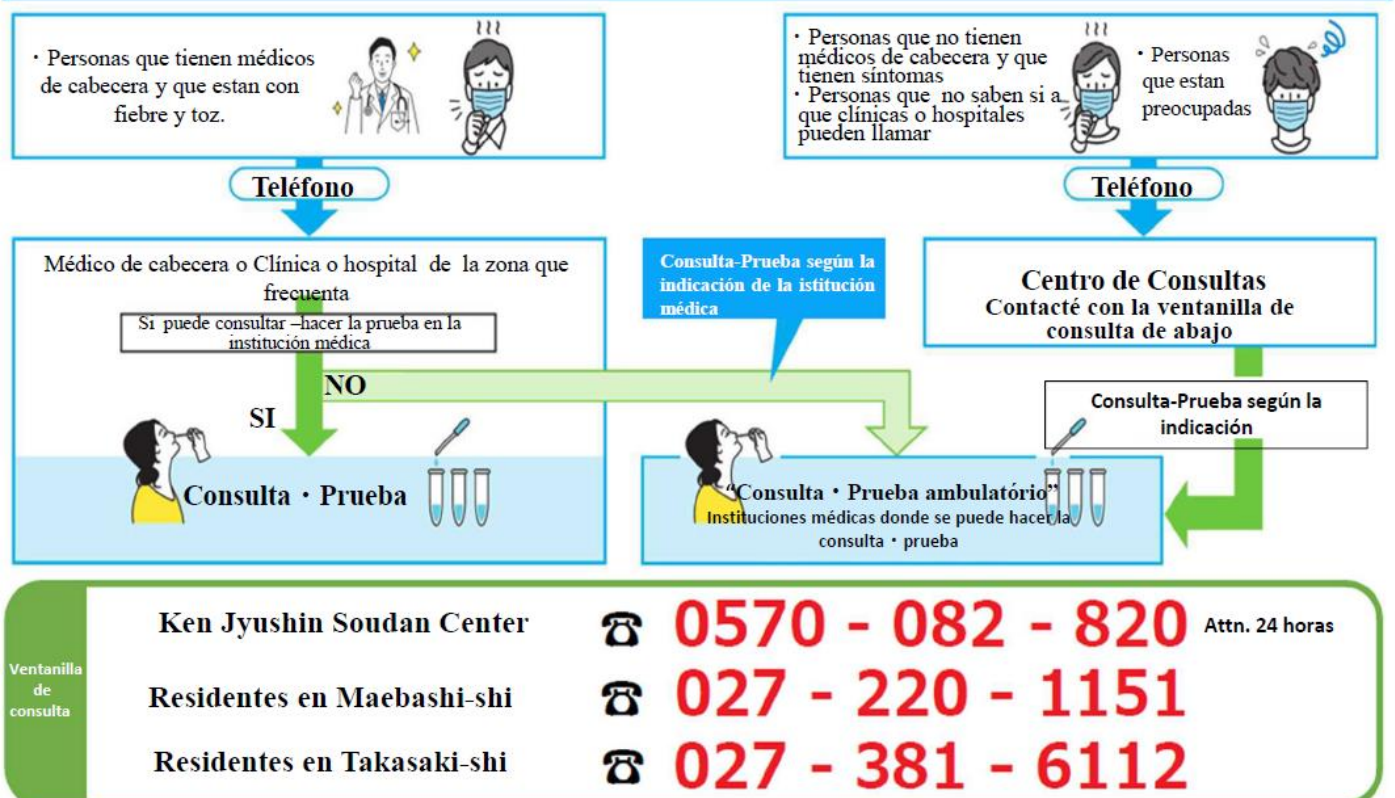 ・Personas que tienen médicos
de cabecera y que estan con
fiebre y toz.
・Personas que no tienen
médicos de cabecera y que
tienen síntomas
・Personas que no saben si a
que clínicas o hospitales
pueden llamar
・Personas
que estan
preocupadas
Teléfono
Teléfono
Médico de cabecera o Clínica o hospital de la zona que
frecuenta
Si puede consultar –hacer la prueba en la
institución médica
NO
SI
Consulta・Prueba
Consulta-Prueba según la
indicación de la istitución
médica
Centro de Consultas
Contacté con la ventanilla de
consulta de abajo
Consulta-Prueba según la
indicación
“Consulta・Prueba ambulatório”
Instituciones médicas donde se puede hacer la
consulta・prueba
Ventanilla
de
consulta
Ken Jyushin Soudan Center ☎ 0570 - 082 - 820 Attn. 24 horas
Residentes en Maebashi-shi ☎ 027 - 220 - 1151
Residentes en Takasaki-shi ☎ 027 - 381 - 6112